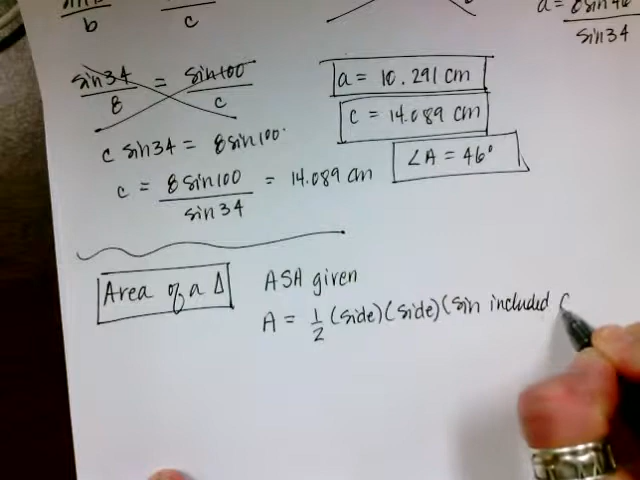 b
c
a = 8 sin 46
sin 34
sin 34 = sin 100
8
c
c sin 34 = 8 sin 100°
c = 8 sin 100 = 14.089 cm
sin 34
a = 10.291 cm
c = 14.089 cm
∠A = 46°
Area of a Δ
ASA given
A = 1/2 (side)(side)(sin included